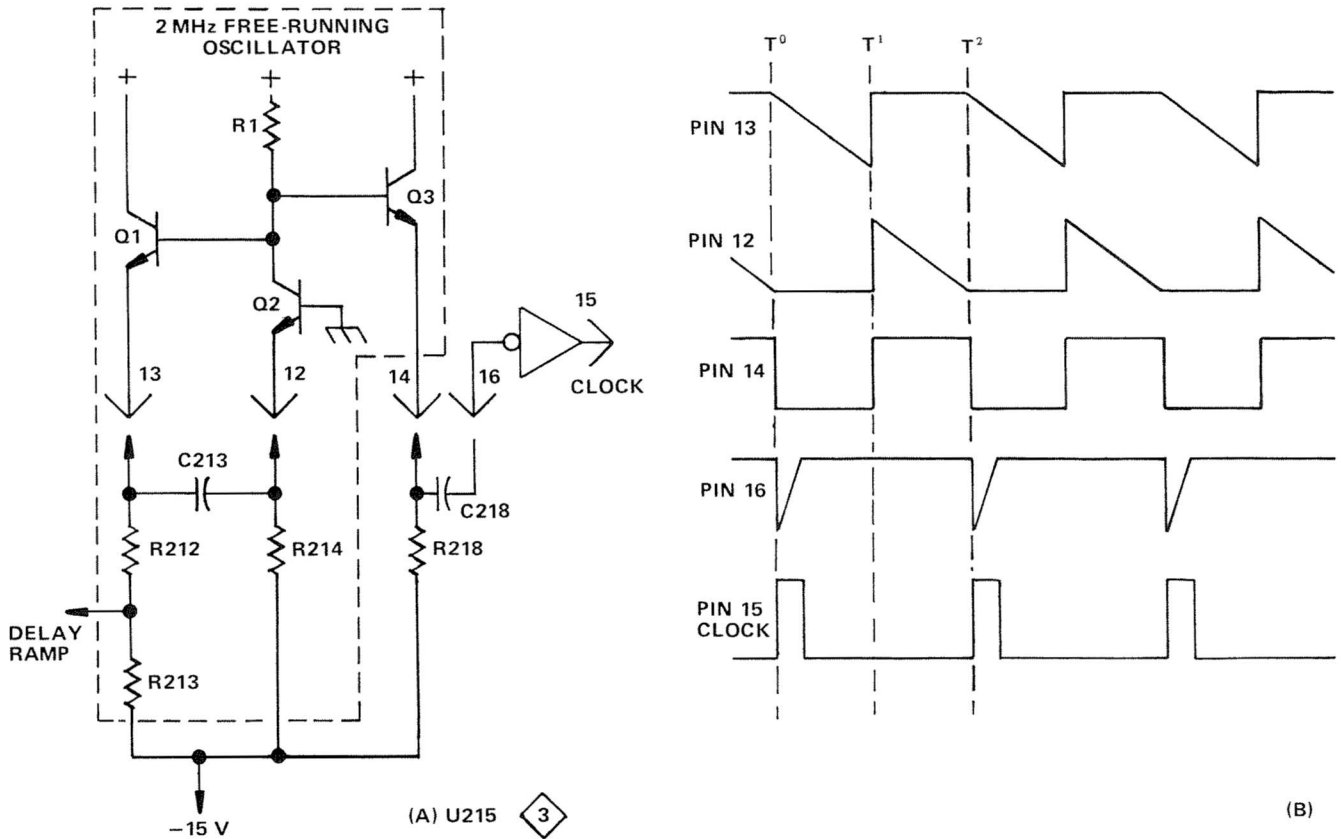 2 MHz FREE-RUNNING
OSCILLATOR
+ + +
R1
Q1
Q3
Q2
15
13
12
14
16
CLOCK
C213
C218
R212
R214
R218
DELAY
RAMP
R213
−15 V
(A) U215 3
T⁰ T¹ T²
PIN 13
PIN 12
PIN 14
PIN 16
PIN 15
CLOCK
(B)